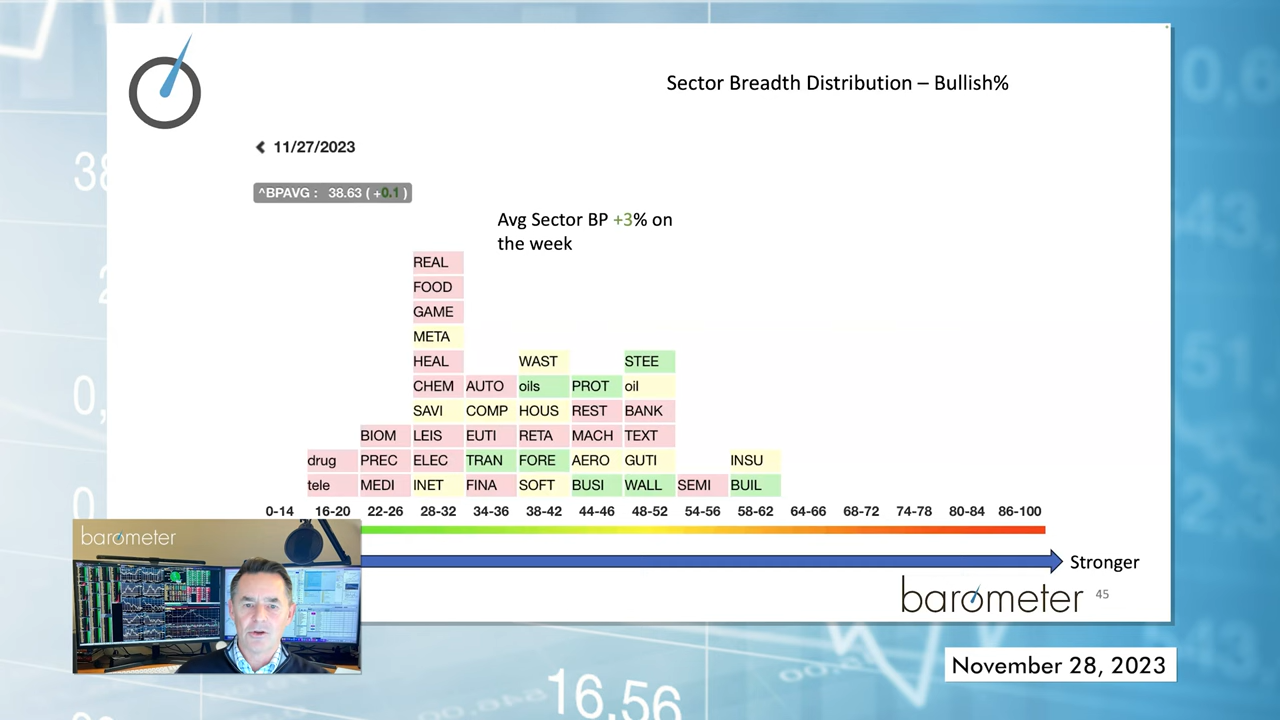 Sector Breadth Distribution – Bullish%
< 11/27/2023
^BPAVG : 38.63 ( +0.1 )
Avg Sector BP +3% on
the week
REAL
FOOD
GAME
META
HEAL WAST STEE
CHEM AUTO oils PROT oil
SAVI COMP HOUS REST BANK
BIOM LEIS EUTI RETA MACH TEXT
drug PREC ELEC TRAN FORE AERO GUTI INSU
tele MEDI INET FINA SOFT BUSI WALL SEMI BUIL
0-14 16-20 22-26 28-32 34-36 38-42 44-46 48-52 54-56 58-62 64-66 68-72 74-78 80-84 86-100
Stronger
barometer 45
barometer
November 28, 2023
16,56